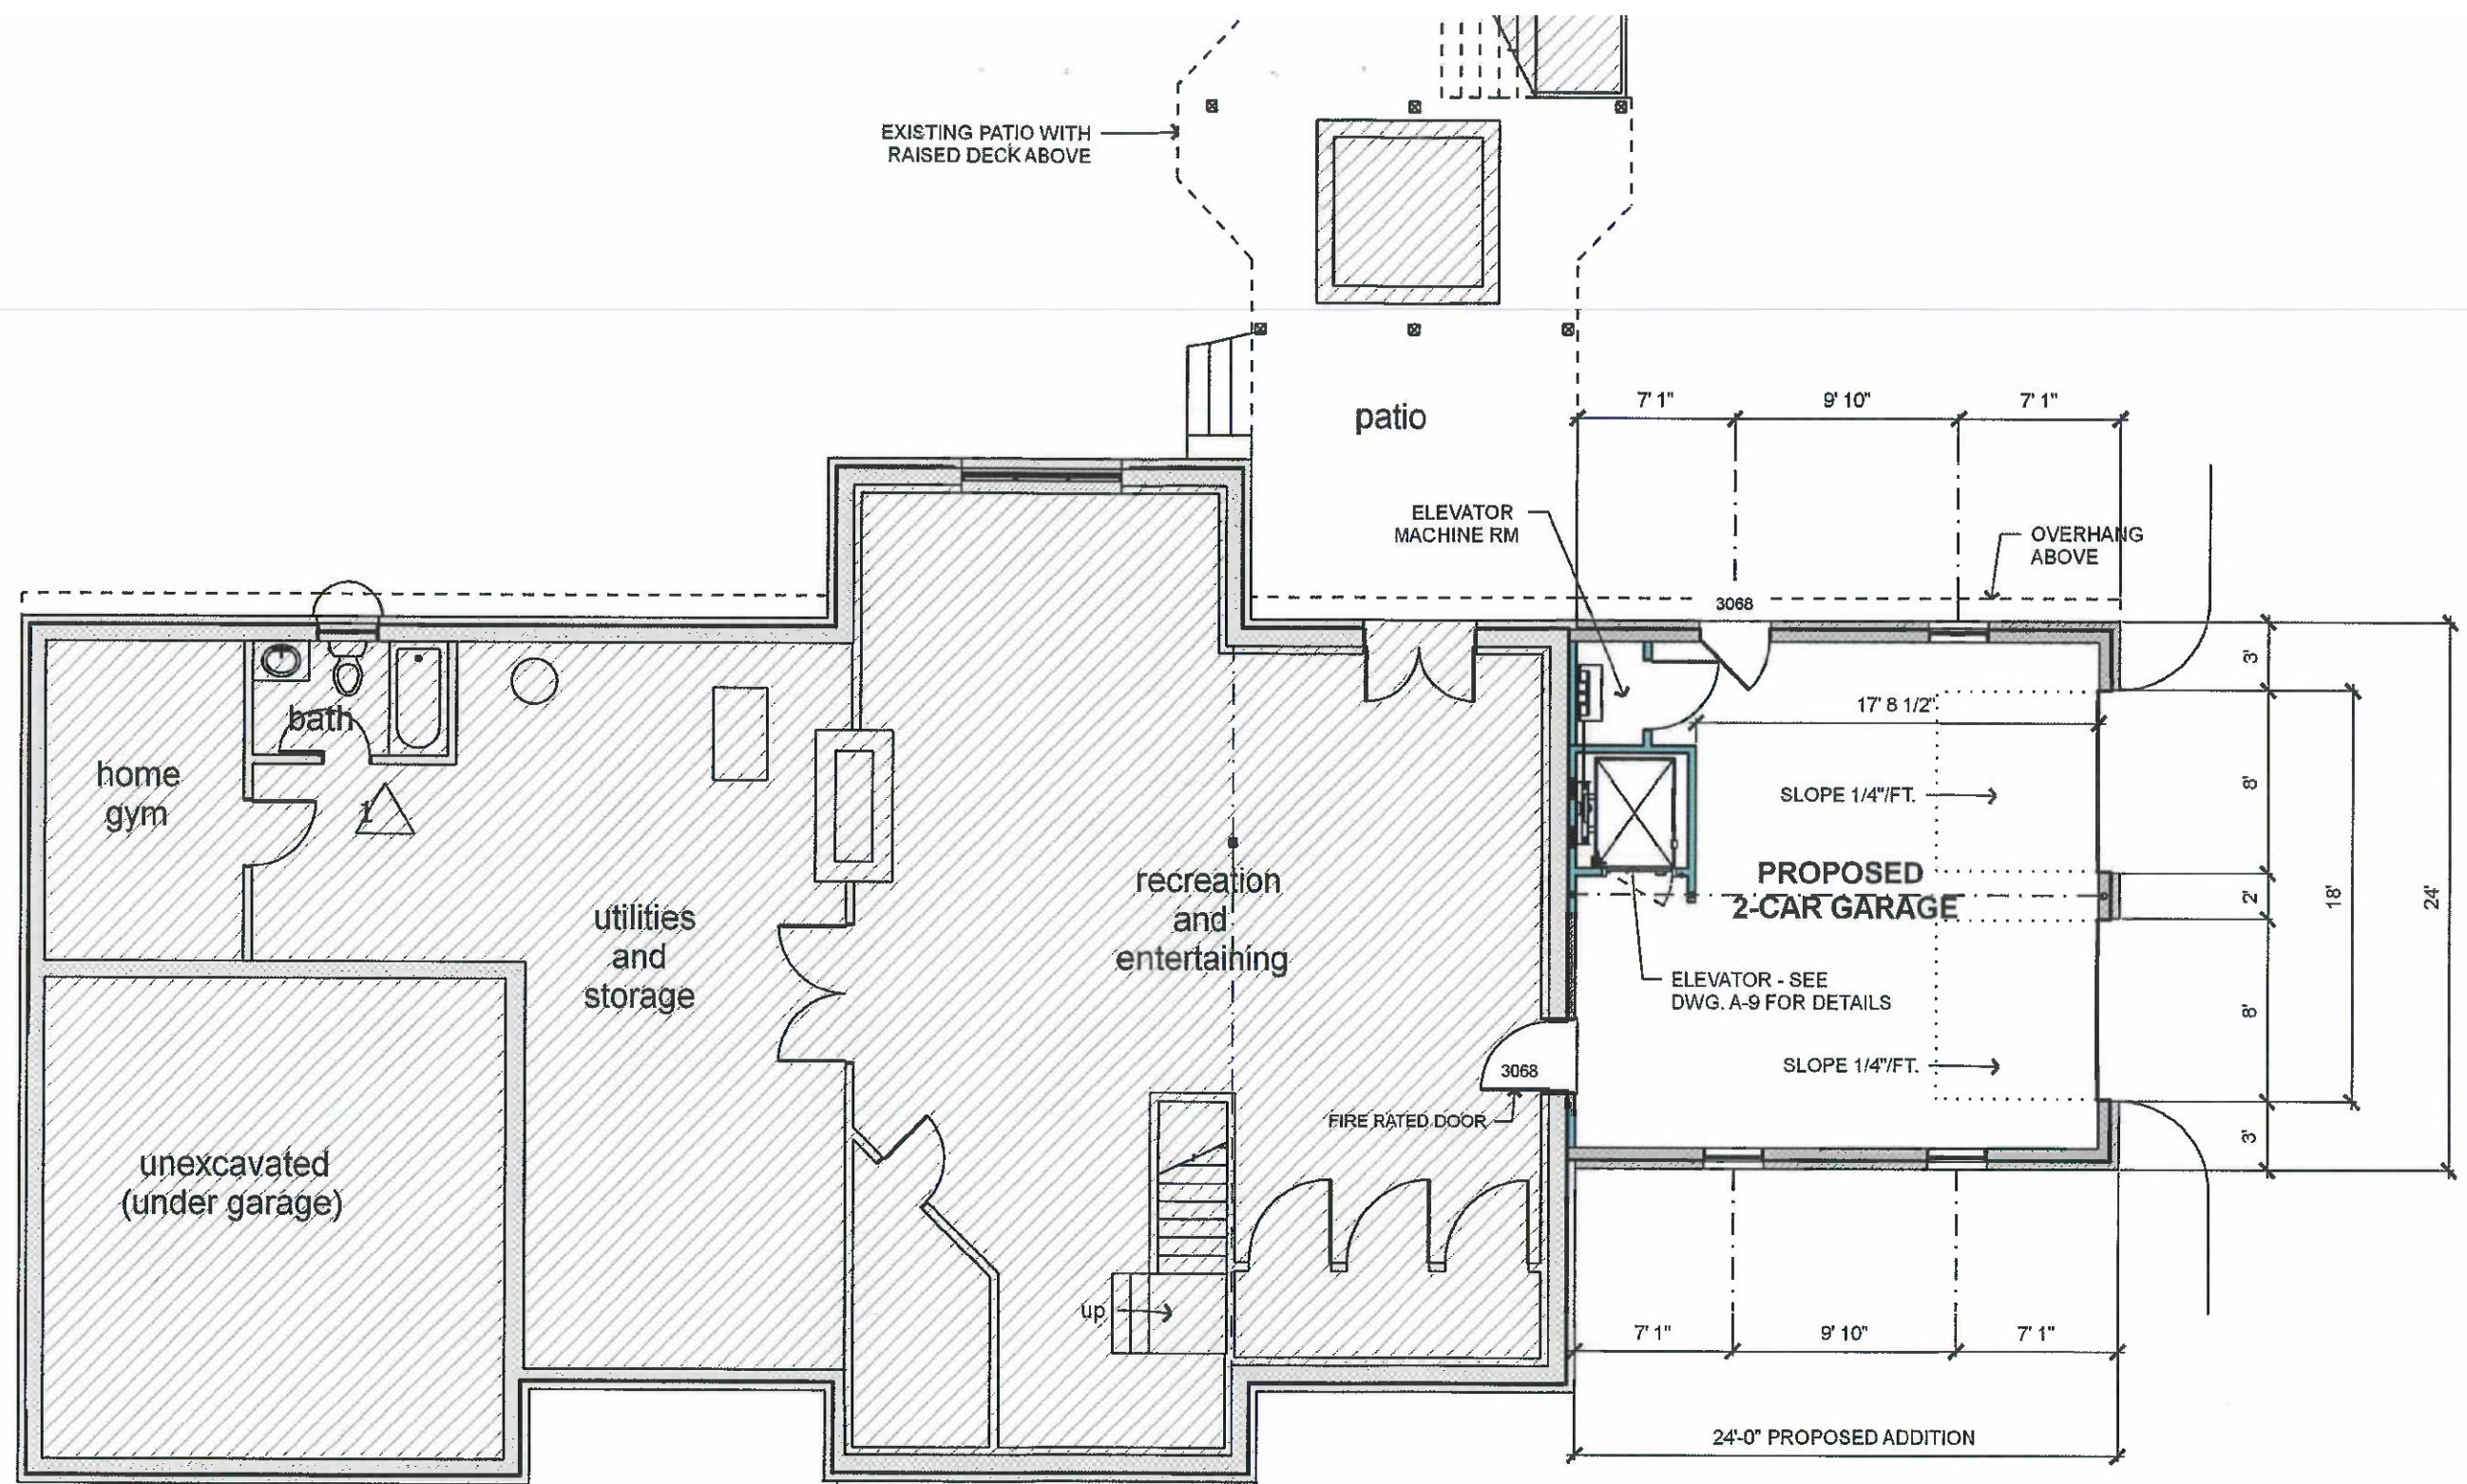 EXISTING PATIO WITH
RAISED DECK ABOVE
patio
7' 1"
9' 10"
7' 1"
ELEVATOR
MACHINE RM
OVERHANG
ABOVE
3068
3'
17' 8 1/2"
bath
home
gym
1
SLOPE 1/4"/FT.
8'
PROPOSED
2-CAR GARAGE
recreation
and
entertaining
utilities
and
storage
2'
18'
24'
ELEVATOR - SEE
DWG. A-9 FOR DETAILS
8'
SLOPE 1/4"/FT.
3068
FIRE RATED DOOR
3'
unexcavated
(under garage)
up
7' 1"
9' 10"
7' 1"
24'-0" PROPOSED ADDITION